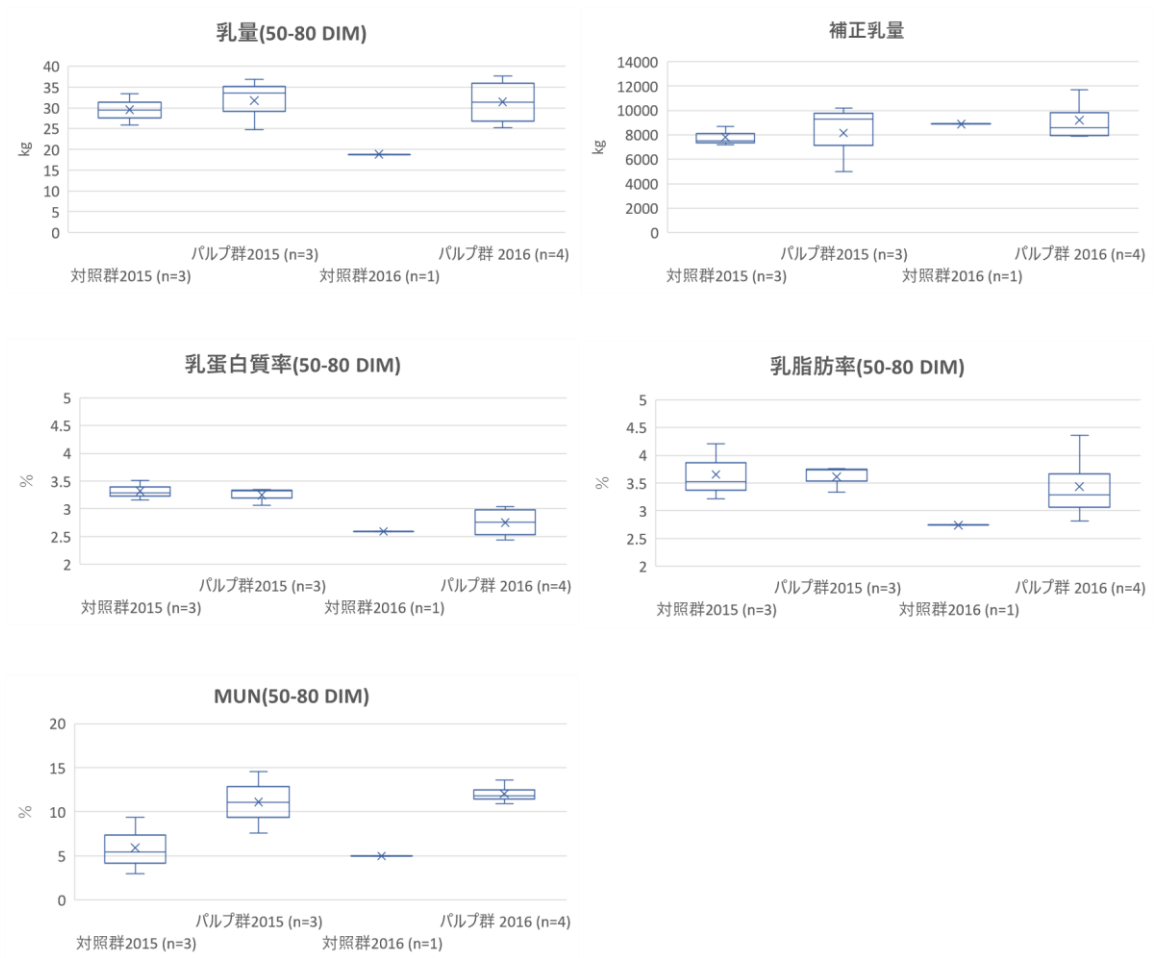 乳量(50-80 DIM)
40
35
30
25
20
15
10
5
0
kg
パルプ群2015 (n=3)
パルプ群 2016 (n=4)
対照群2015 (n=3)
対照群2016 (n=1)
補正乳量
14000
12000
10000
8000
6000
4000
2000
0
kg
パルプ群2015 (n=3)
パルプ群 2016 (n=4)
対照群2015 (n=3)
対照群2016 (n=1)
乳蛋白質率(50-80 DIM)
5
4.5
4
3.5
3
2.5
2
%
パルプ群2015 (n=3)
パルプ群 2016 (n=4)
対照群2015 (n=3)
対照群2016 (n=1)
乳脂肪率(50-80 DIM)
5
4.5
4
3.5
3
2.5
2
%
パルプ群2015 (n=3)
パルプ群 2016 (n=4)
対照群2015 (n=3)
対照群2016 (n=1)
MUN(50-80 DIM)
20
15
10
5
0
%
パルプ群2015 (n=3)
パルプ群 2016 (n=4)
対照群2015 (n=3)
対照群2016 (n=1)